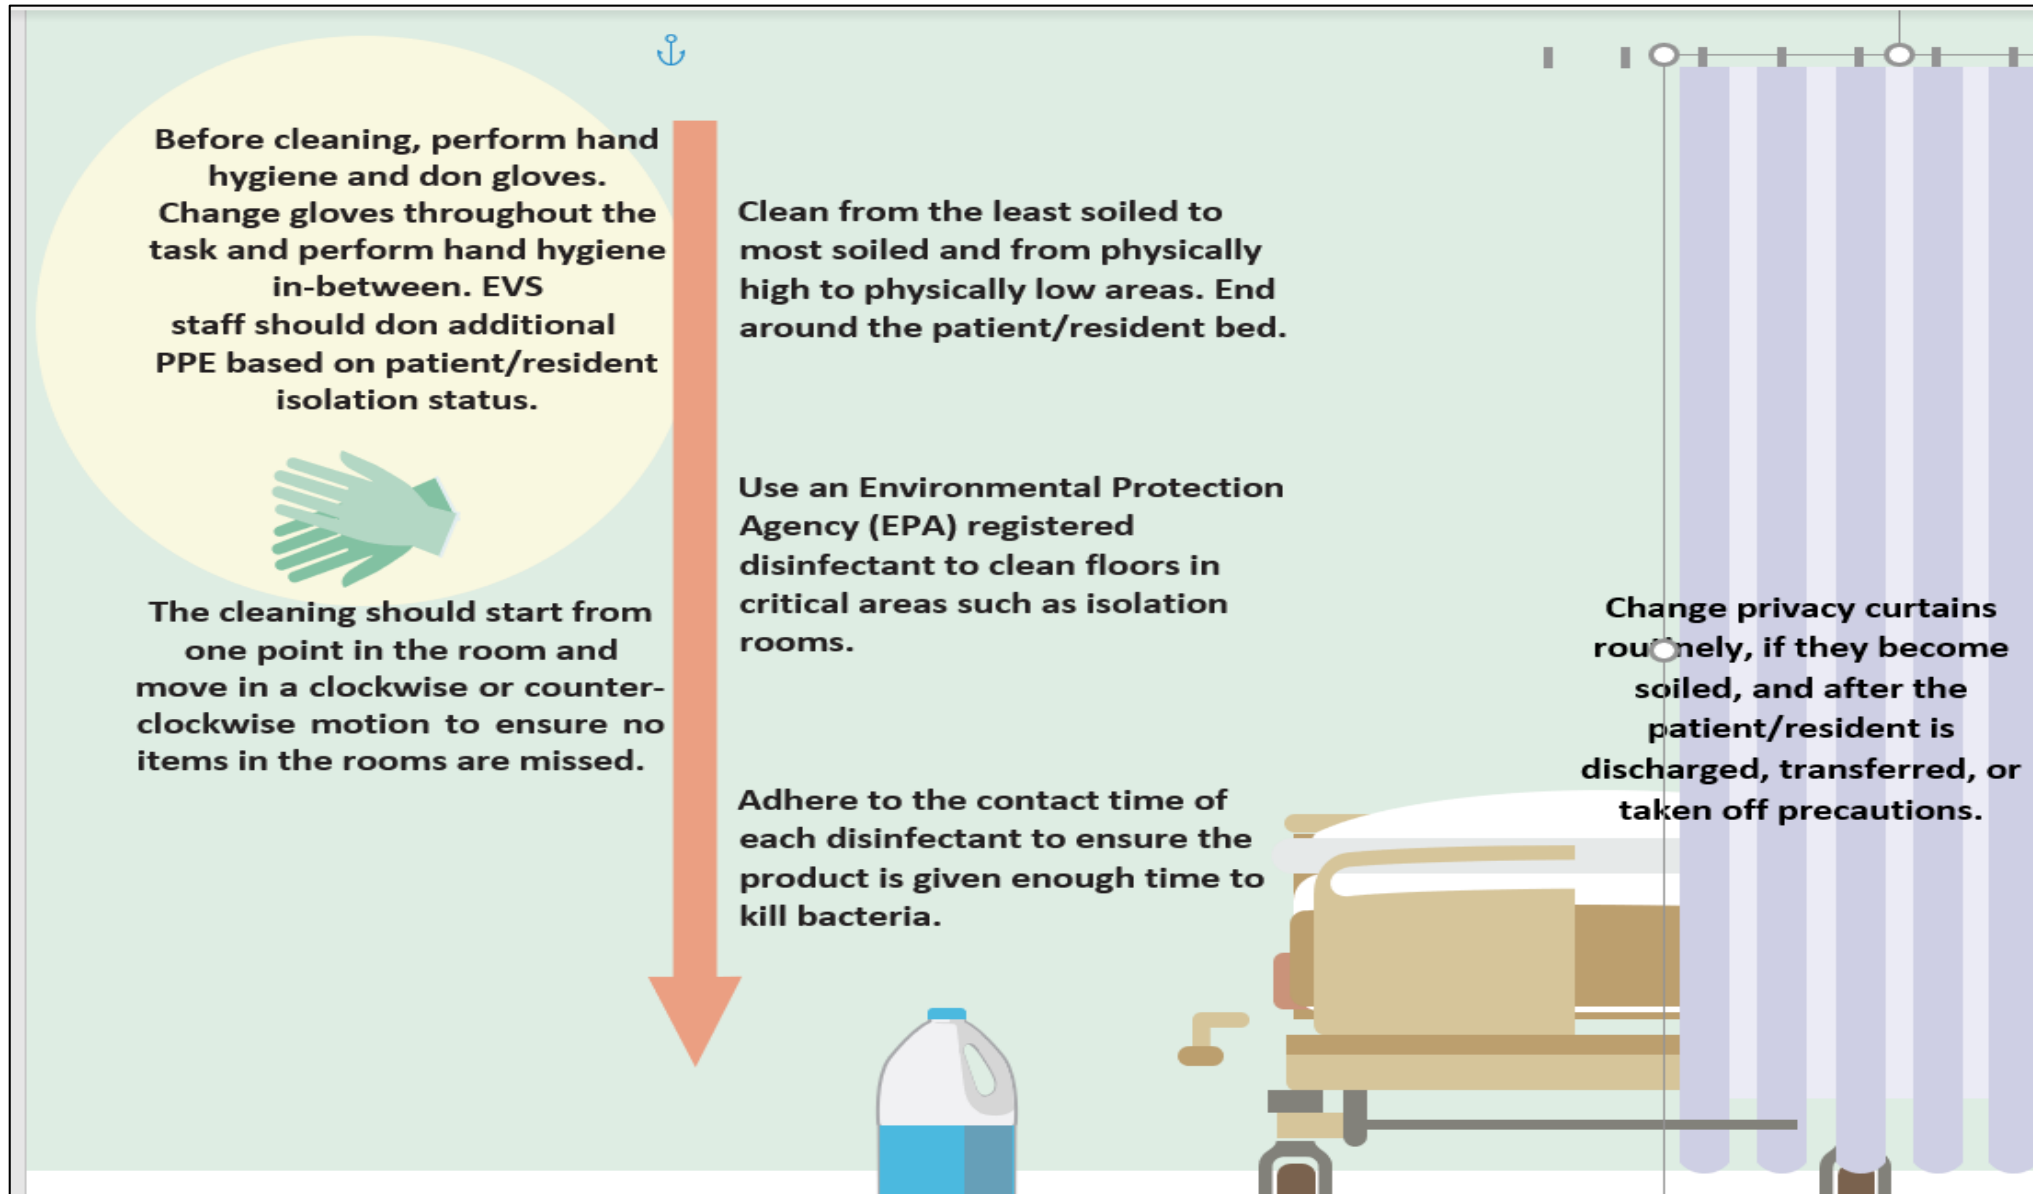 Before cleaning, perform hand
hygiene and don gloves.
Change gloves throughout the
task and perform hand hygiene
in-between. EVS
staff should don additional
PPE based on patient/resident
isolation status.
The cleaning should start from
one point in the room and
move in a clockwise or counter-
clockwise motion to ensure no
items in the rooms are missed.
Clean from the least soiled to
most soiled and from physically
high to physically low areas. End
around the patient/resident bed.
Use an Environmental Protection
Agency (EPA) registered
disinfectant to clean floors in
critical areas such as isolation
rooms.
Adhere to the contact time of
each disinfectant to ensure the
product is given enough time to
kill bacteria.
Change privacy curtains
routinely, if they become
soiled, and after the
patient/resident is
discharged, transferred, or
taken off precautions.